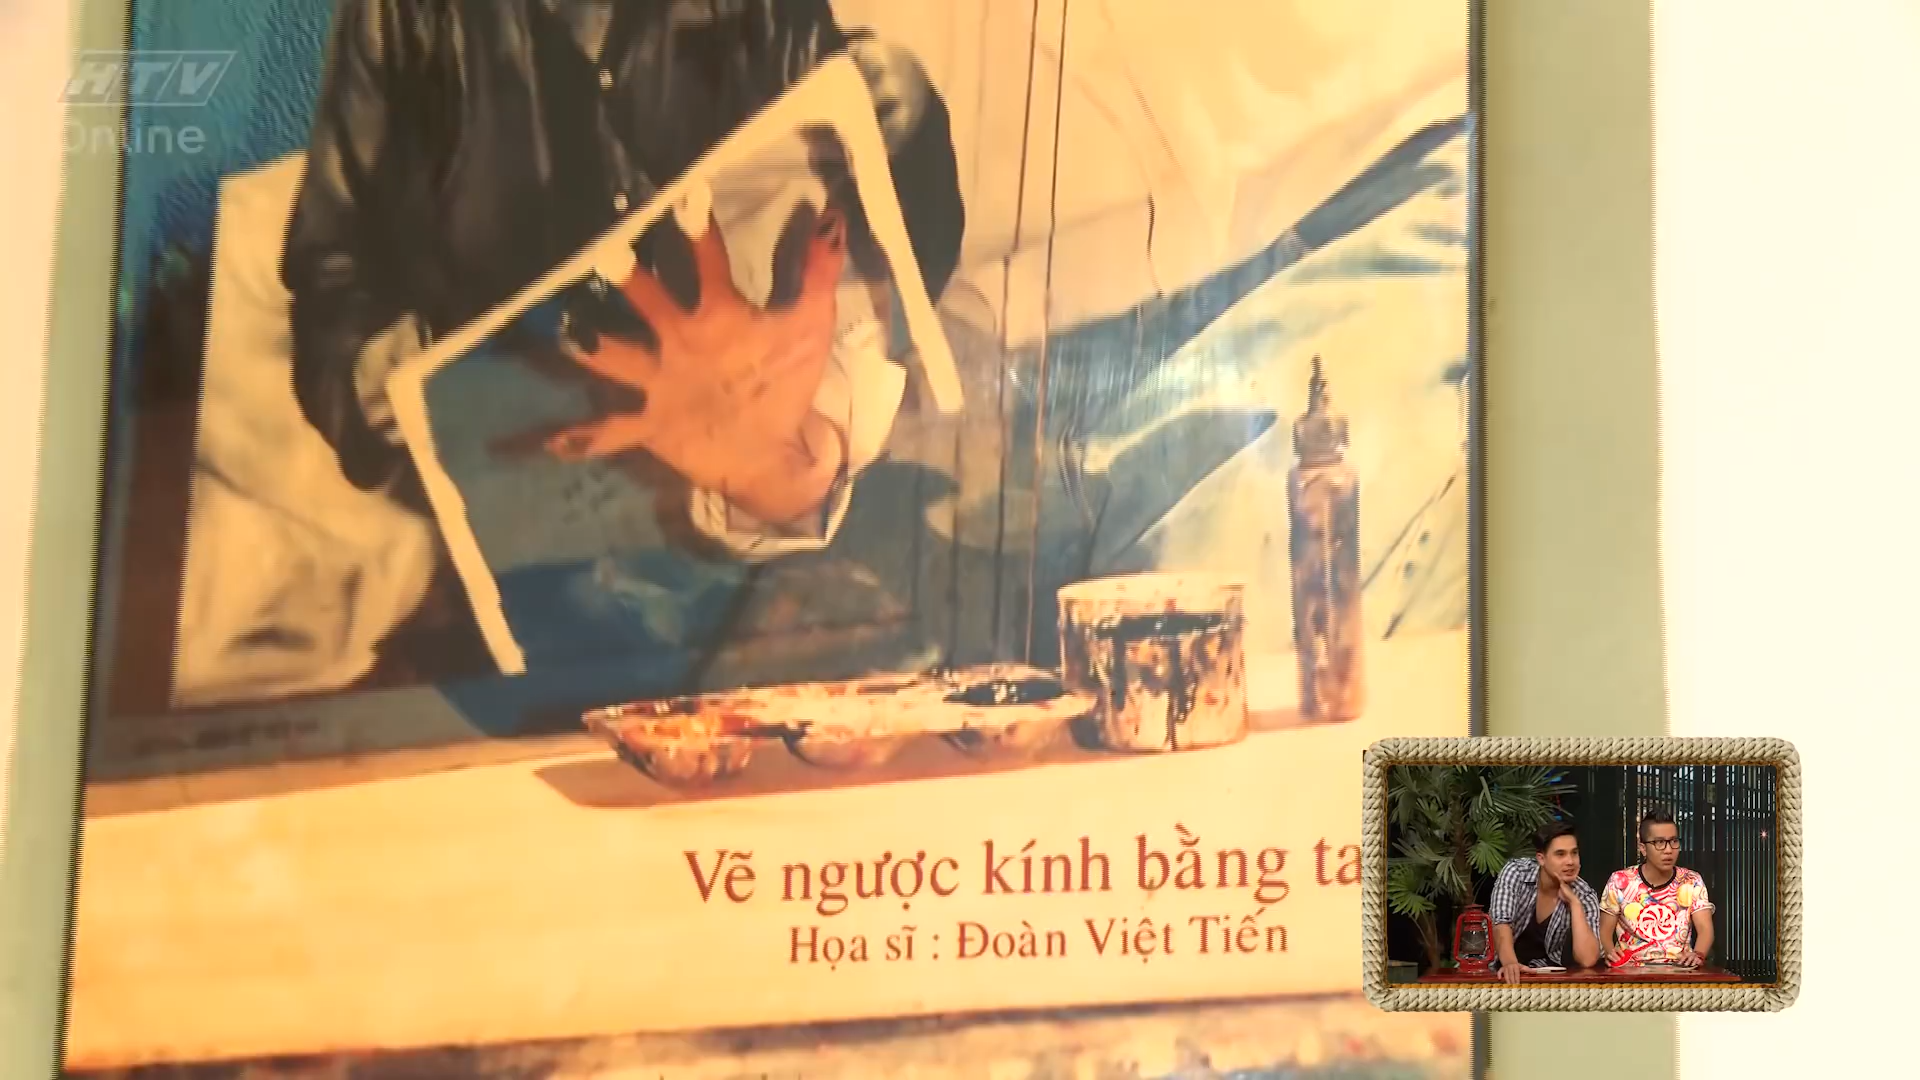 HTV
Online
Vẽ ngược kính bằng ta
Họa sĩ : Đoàn Việt Tiến